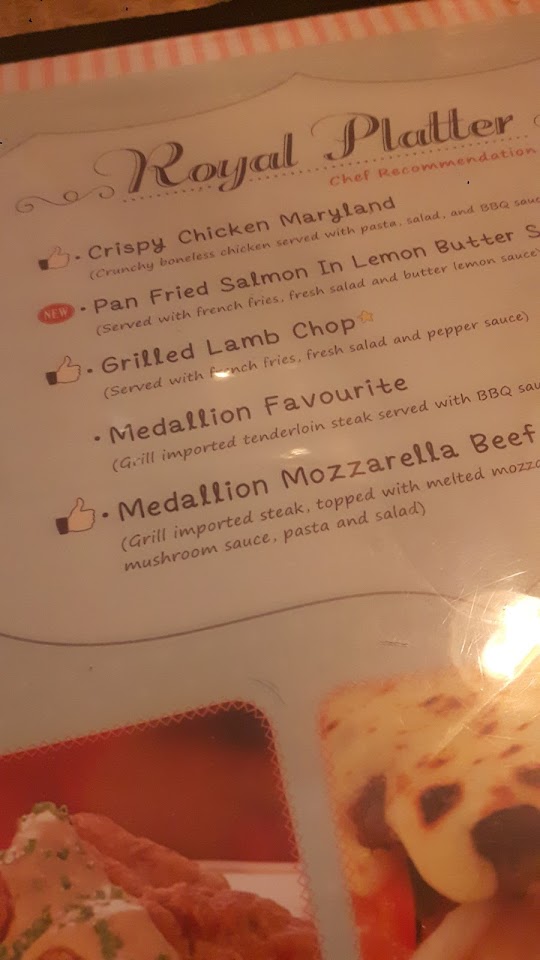 Royal Platter
Chef Recommendation
• Crispy Chicken Maryland
(Crunchy boneless chicken served with pasta, salad, and BBQ
NEW • Pan Fried Salmon In Lemon Butter
(Served with french fries, fresh salad and butter lemon sauce
• Grilled Lamb Chop
(Served with french fries, fresh salad and pepper sauce)
• Medallion Favourite
(Grill imported tenderloin steak served with BBQ
• Medallion Mozzarella Beef
(Grill imported steak, topped with melted
mushroom sauce, pasta and salad)